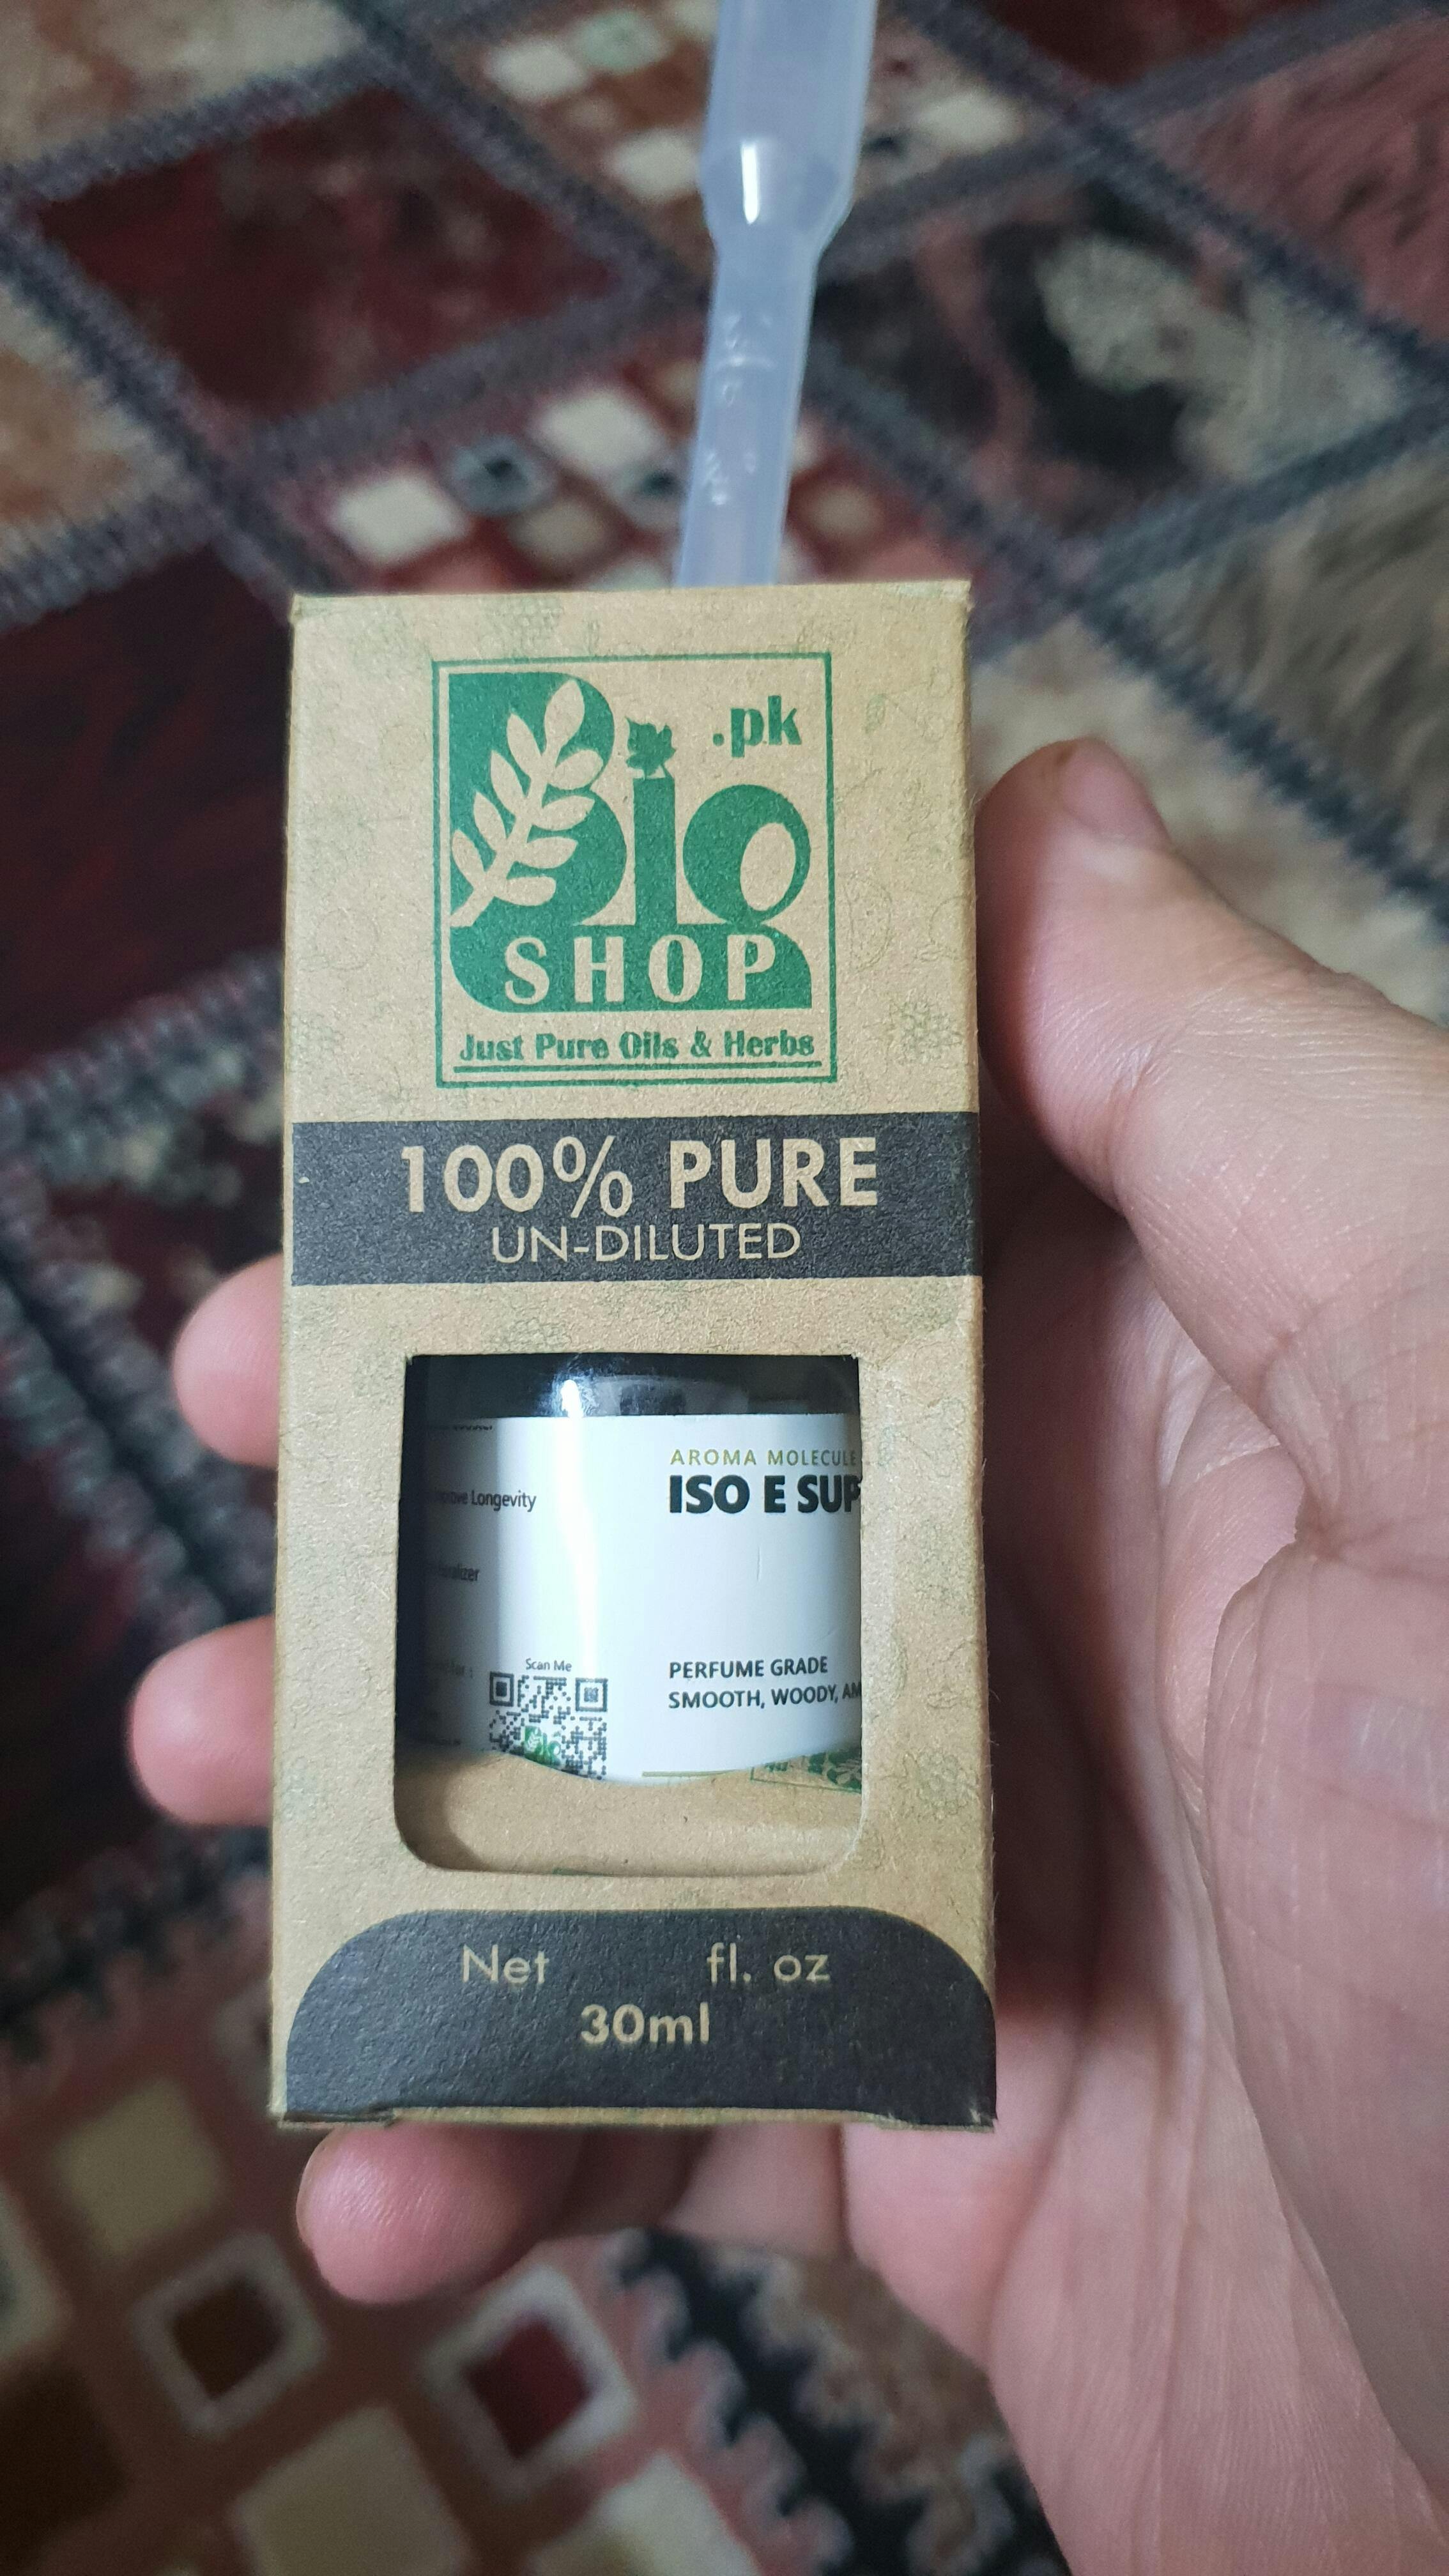 .pk
Bio
SHOP
Just Pure Oils & Herbs
100% PURE
UN-DILUTED
AROMA MOLECULE
ISO E SUP
Longevity
Scan Me
PERFUME GRADE
SMOOTH, WOODY, AM
Net fl. oz
30ml